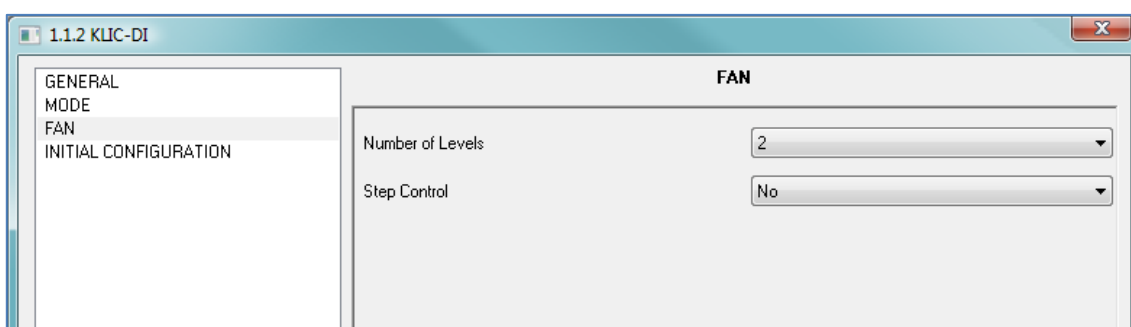 1.1.2 KLIC-DI
GENERAL
MODE
FAN
INITIAL CONFIGURATION
FAN
Number of Levels
2
Step Control
No